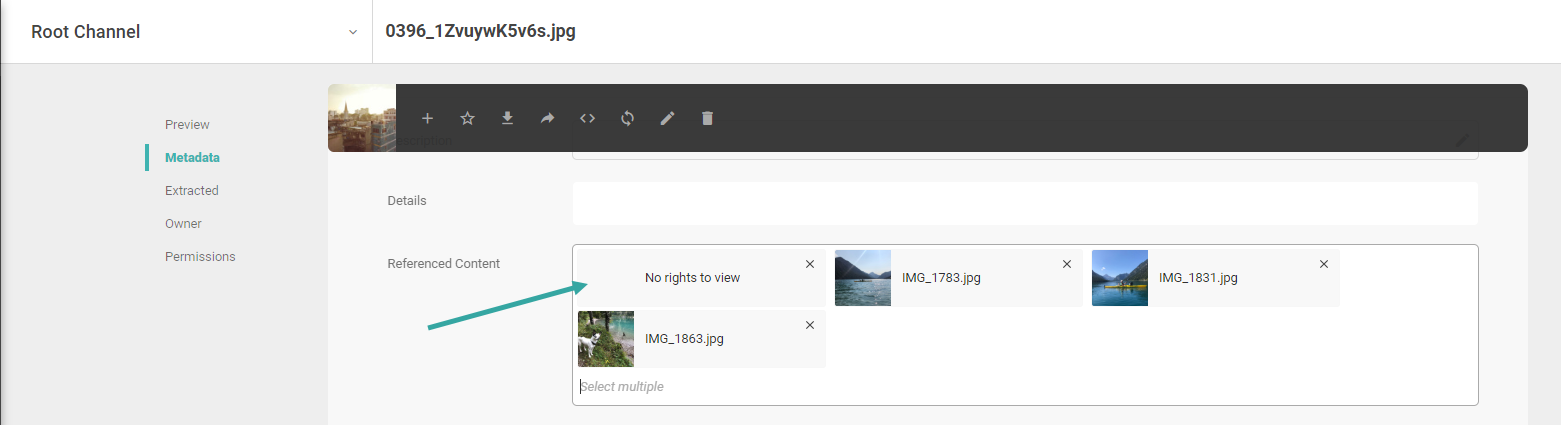 Root Channel
0396_1ZvuywK5v6s.jpg
Preview
Metadata
Extracted
Owner
Permissions
Details
Referenced Content
No rights to view
IMG_1783.jpg
IMG_1831.jpg
IMG_1863.jpg
Select multiple